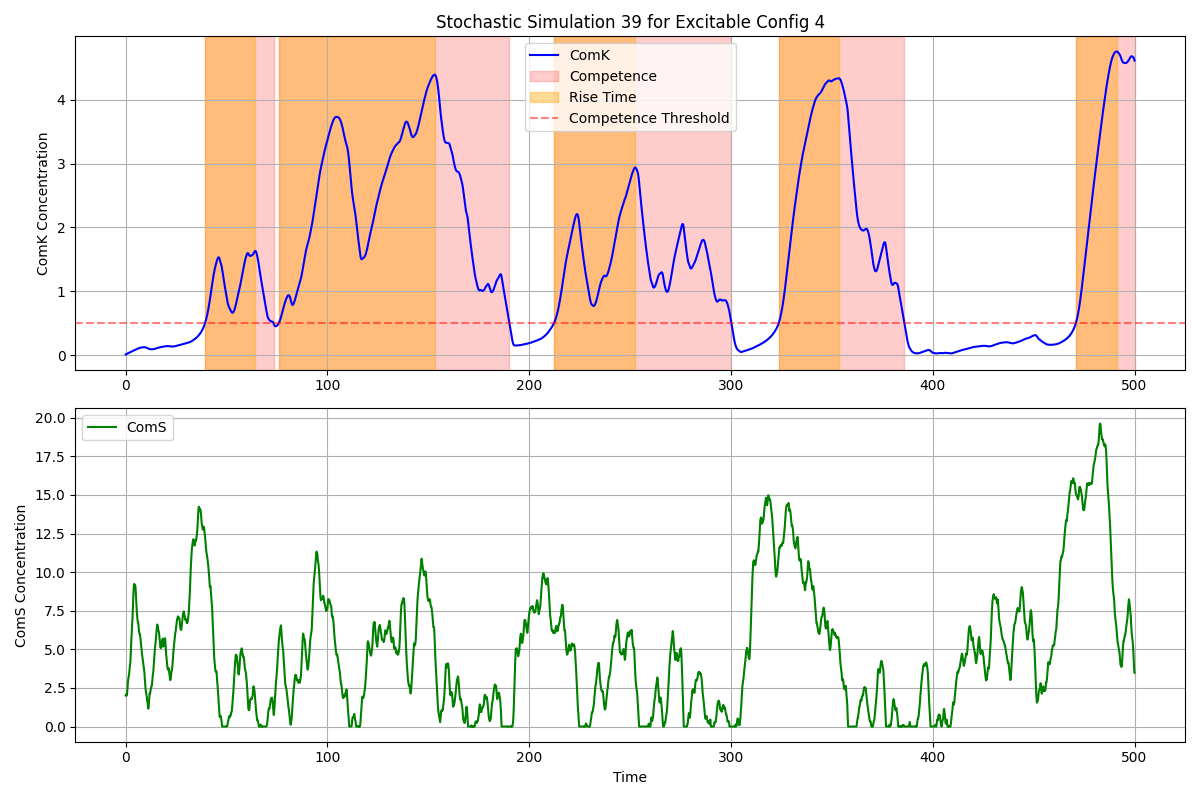 Stochastic Simulation 39 for Excitable Config 4
ComK Concentration
4
3
2
1
0
ComK
Competence
Rise Time
Competence Threshold
0
100
200
300
400
500
ComS Concentration
20.0
17.5
15.0
12.5
10.0
7.5
5.0
2.5
0.0
ComS
0
100
200
300
400
500
Time